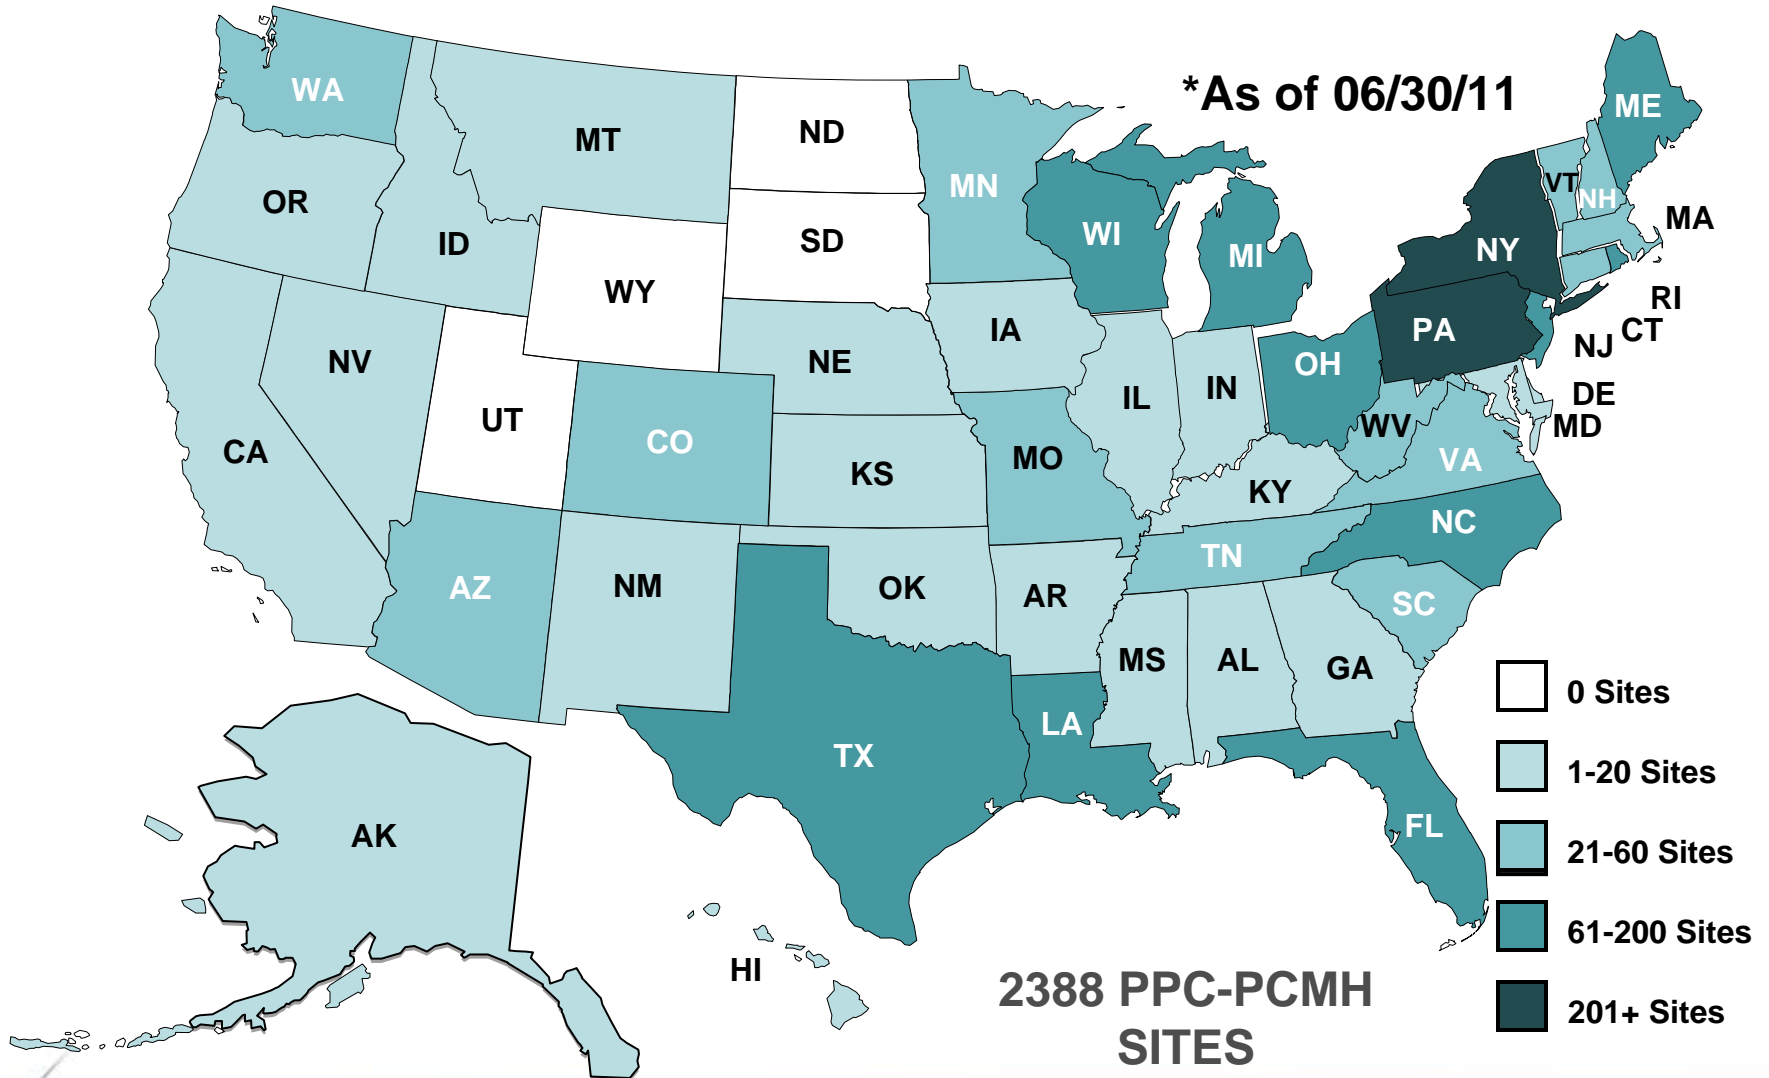 *As of 06/30/11
WA
MT
ND
MN
ME
OR
ID
SD
WI
MI
VT
NH
MA
NY
WY
RI
IA
PA
CT
NJ
NV
NE
OH
UT
IL
IN
DE
CA
CO
KS
MO
WV
MD
VA
KY
NC
TN
AZ
NM
OK
AR
SC
MS
AL
GA
0 Sites
LA
TX
1-20 Sites
FL
AK
21-60 Sites
61-200 Sites
HI
2388 PPC-PCMH
SITES
201+ Sites